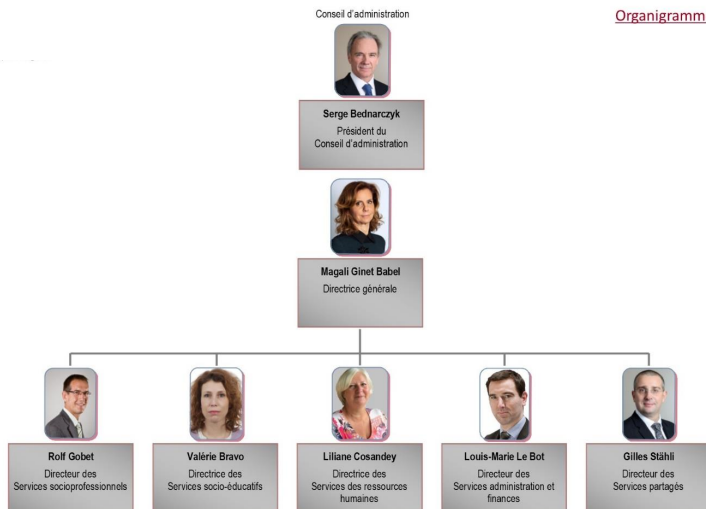 Conseil d'administration
Organigramm
Serge Bednarczyk
Président du
Conseil d'administration
Magali Ginet Babel
Directrice générale
Rolf Gobet
Directeur des
Services socioprofessionnels
Valérie Bravo
Directrice des
Services socio-éducatifs
Liliane Cosandey
Directrice des
Services des ressources
humaines
Louis-Marie Le Bot
Directeur des
Services administration et
finances
Gilles Stähli
Directeur des
Services partagés